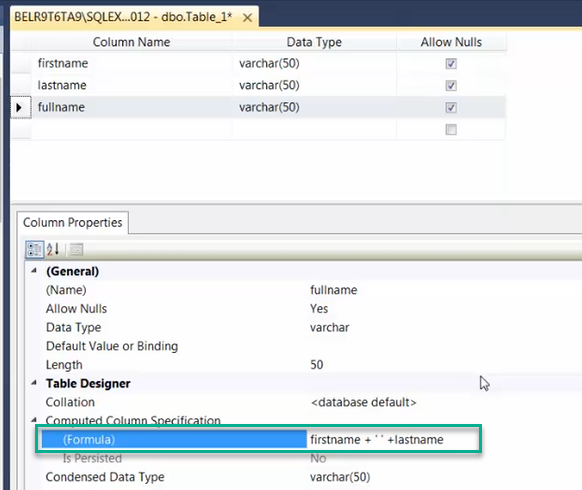 BELR9T6TA9\SQLEX...012 - dbo.Table_1* ×
Column Name Data Type Allow Nulls
firstname varchar(50)
lastname varchar(50)
fullname varchar(50)
Column Properties
(General)
(Name) fullname
Allow Nulls Yes
Data Type varchar
Default Value or Binding
Length 50
Table Designer
Collation <database default>
Computed Column Specification
(Formula) firstname + ' ' +lastname
Is Persisted No
Condensed Data Type varchar(50)